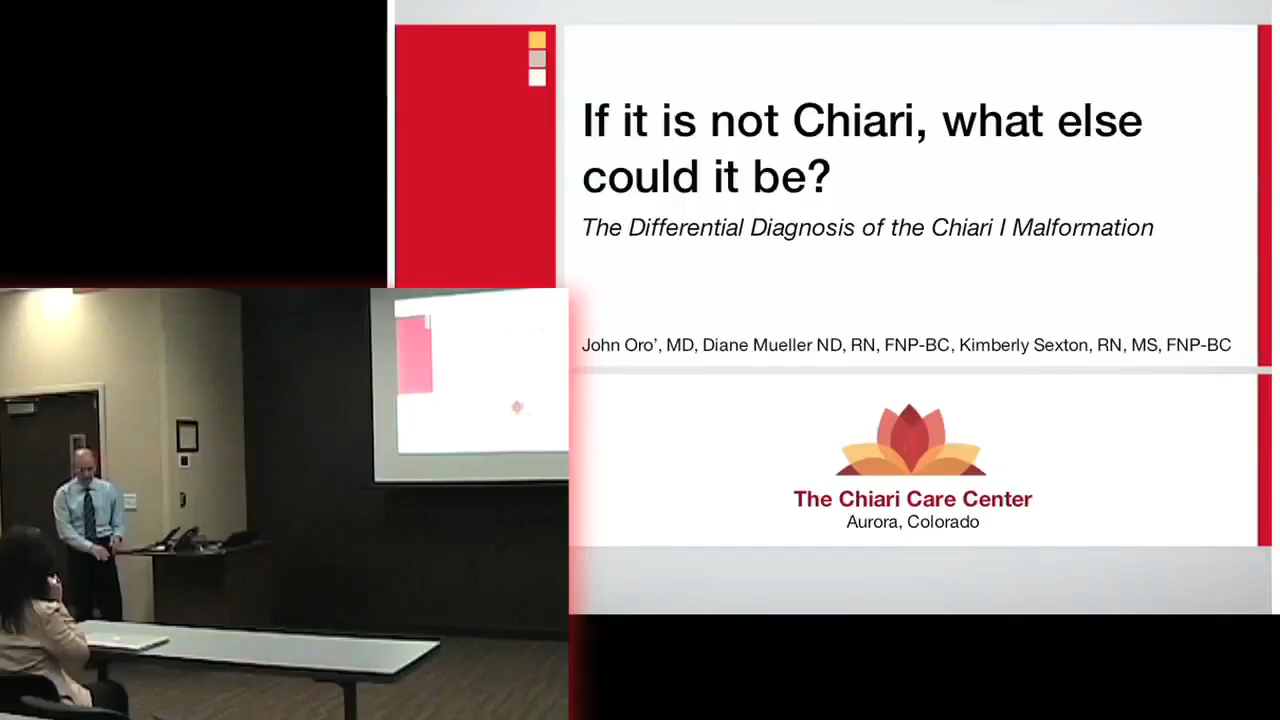 If it is not Chiari, what else
could it be?
The Differential Diagnosis of the Chiari I Malformation
John Oro’, MD, Diane Mueller ND, RN, FNP-BC, Kimberly Sexton, RN, MS, FNP-BC
The Chiari Care Center
Aurora, Colorado